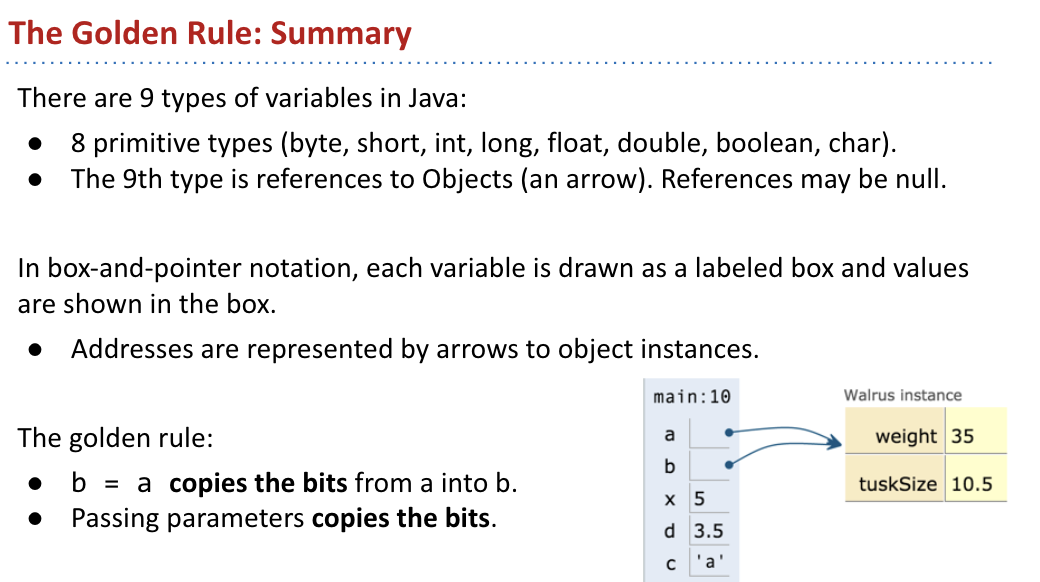 The Golden Rule: Summary
There are 9 types of variables in Java:
● 8 primitive types (byte, short, int, long, float, double, boolean, char).
● The 9th type is references to Objects (an arrow). References may be null.
In box-and-pointer notation, each variable is drawn as a labeled box and values
are shown in the box.
● Addresses are represented by arrows to object instances.
The golden rule:
● b = a copies the bits from a into b.
● Passing parameters copies the bits.
main:10
a
b
x 5
d 3.5
c 'a'
Walrus instance
weight 35
tuskSize 10.5